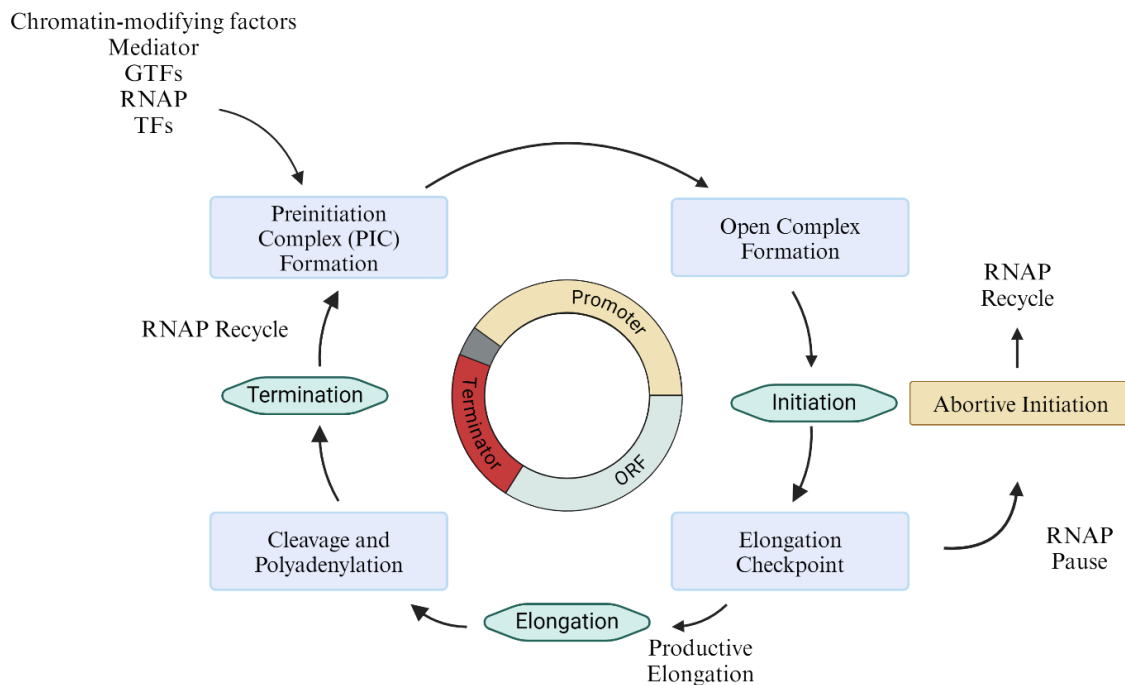 Chromatin-modifying factors
Mediator
GTFs
RNAP
TFs
Preinitiation
Complex (PIC)
Formation
Open Complex
Formation
RNAP
Recycle
Promoter
RNAP Recycle
Termination
Terminator
Initiation
Abortive Initiation
ORF
Cleavage and
Polyadenylation
Elongation
Checkpoint
RNAP
Pause
Elongation
Productive
Elongation